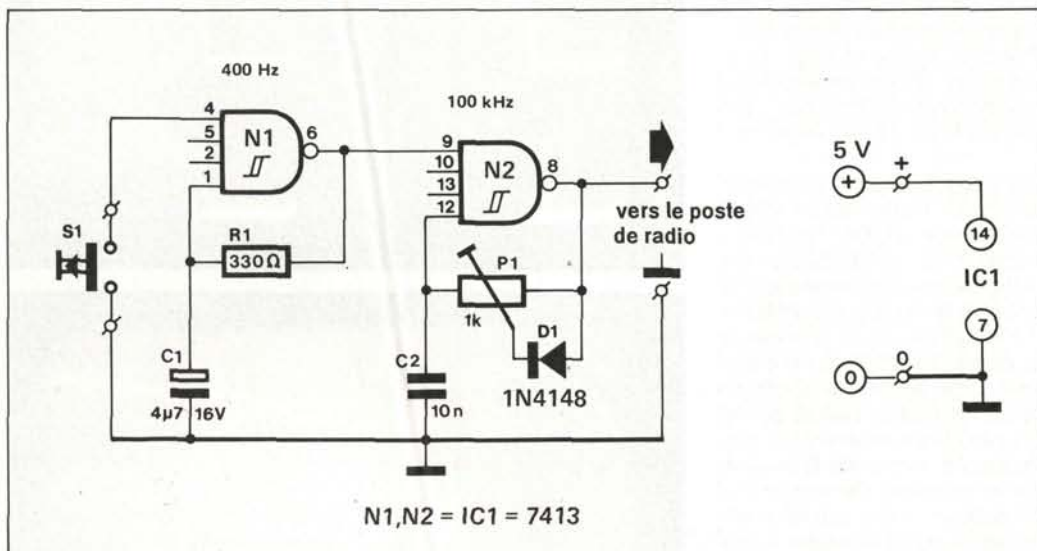 400 Hz
100 kHz
4
5
2
1
N1
6
9
10
13
12
N2
8
S1
R1
330 Ω
C1
4µ7 16V
C2
10n
P1
1k
D1
1N4148
vers le poste
de radio
5 V
+
+
14
IC1
7
0
0
N1,N2 = IC1 = 7413